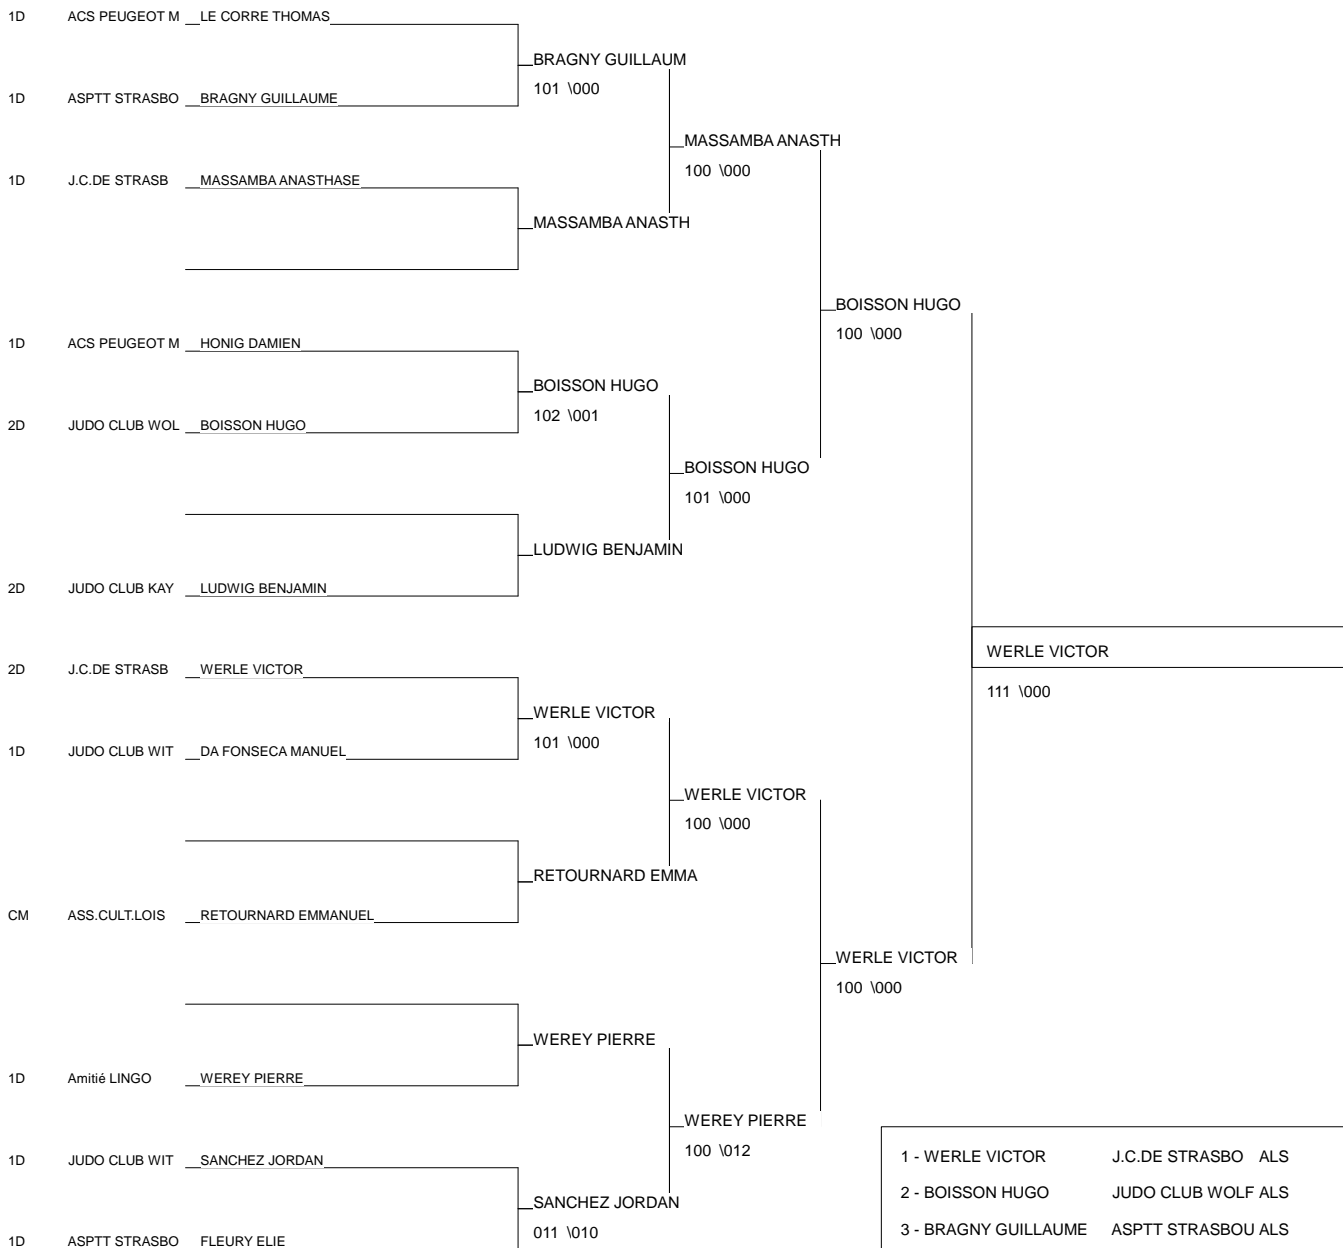 1D ACS PEUGEOT M LE CORRE THOMAS
BRAGNY GUILLAUM
101 \000
1D ASPTT STRASBO BRAGNY GUILLAUME
MASSAMBA ANASTH
100 \000
1D J.C.DE STRASB MASSAMBA ANASTHASE
MASSAMBA ANASTH
BOISSON HUGO
100 \000
1D ACS PEUGEOT M HONIG DAMIEN
BOISSON HUGO
102 \001
2D JUDO CLUB WOL BOISSON HUGO
BOISSON HUGO
101 \000
LUDWIG BENJAMIN
2D JUDO CLUB KAY LUDWIG BENJAMIN
WERLE VICTOR
111 \000
2D J.C.DE STRASB WERLE VICTOR
WERLE VICTOR
101 \000
1D JUDO CLUB WIT DA FONSECA MANUEL
WERLE VICTOR
100 \000
RETOURNARD EMMA
CM ASS.CULT.LOIS RETOURNARD EMMANUEL
WERLE VICTOR
100 \000
WEREY PIERRE
1D Amitié LINGO WEREY PIERRE
WEREY PIERRE
100 \012
1D JUDO CLUB WIT SANCHEZ JORDAN
SANCHEZ JORDAN
011 \010
1D ASPTT STRASBO FLEURY ELIE
1 - WERLE VICTOR J.C.DE STRASBO ALS
2 - BOISSON HUGO JUDO CLUB WOLF ALS
3 - BRAGNY GUILLAUME ASPTT STRASBOU ALS